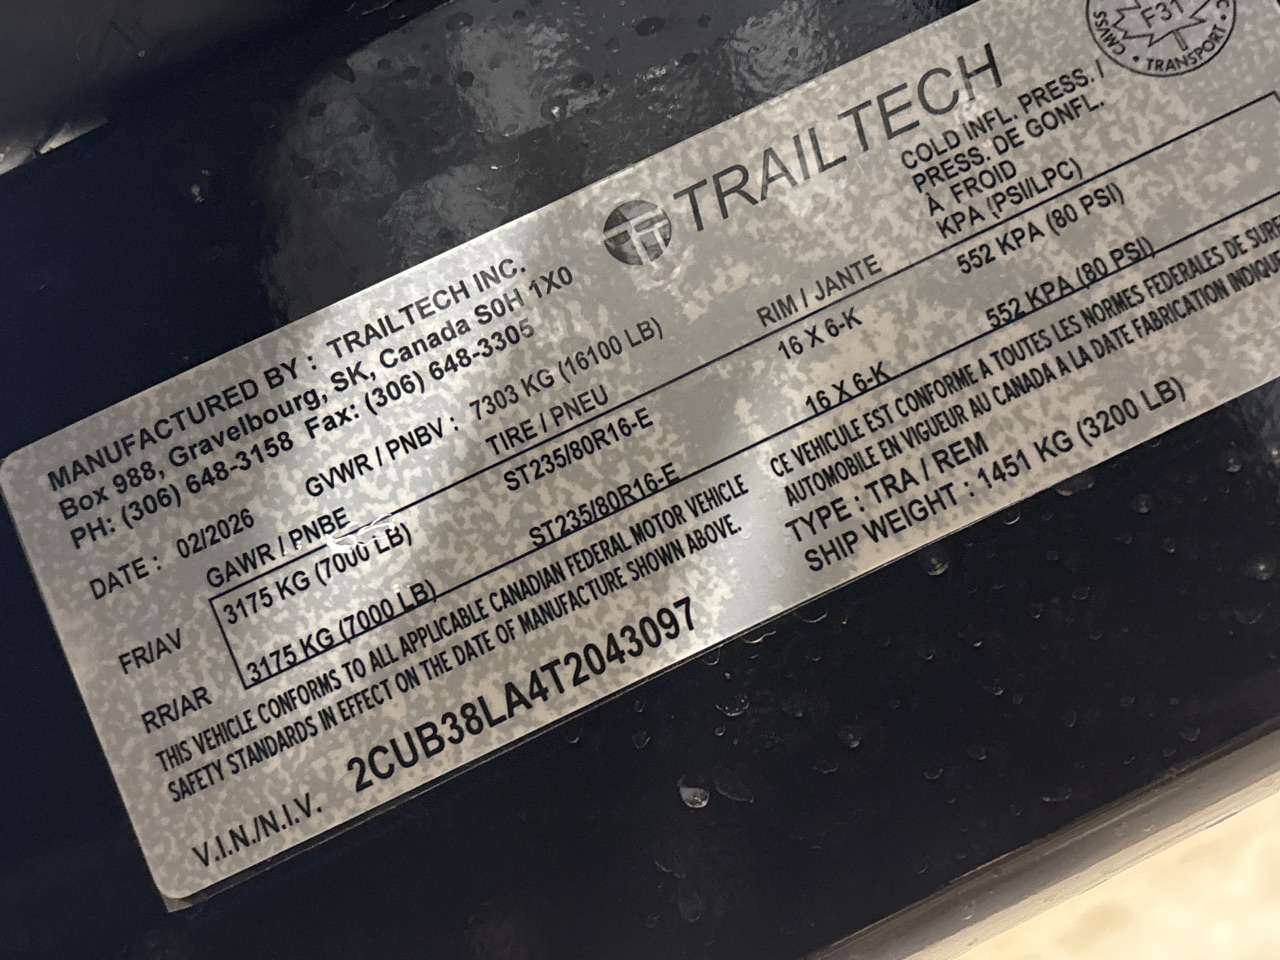 TRAILTECH
F31
CMVSS
TRANSPORT
MANUFACTURED BY : TRAILTECH INC.
Box 988, Gravelbourg, SK, Canada S0H 1X0
PH: (306) 648-3158 Fax: (306) 648-3305
DATE : 02/2026
GVWR / PNBV : 7303 KG (16100 LB)
COLD INFL. PRESS. /
PRESS. DE GONFL.
À FROID
KPA (PSI/LPC)
GAWR / PNBE TIRE / PNEU RIM / JANTE
FR/AV 3175 KG (7000 LB) ST235/80R16-E 16 X 6-K 552 KPA (80 PSI)
RR/AR 3175 KG (7000 LB) ST235/80R16-E 16 X 6-K 552 KPA (80 PSI)
THIS VEHICLE CONFORMS TO ALL APPLICABLE CANADIAN FEDERAL MOTOR VEHICLE
SAFETY STANDARDS IN EFFECT ON THE DATE OF MANUFACTURE SHOWN ABOVE.
CE VEHICULE EST CONFORME A TOUTES LES NORMES FEDERALES DE
AUTOMOBILE EN VIGUEUR AU CANADA A LA DATE FABRICATION
TYPE : TRA / REM
SHIP WEIGHT : 1451 KG (3200 LB)
V.I.N./N.I.V. 2CUB38LA4T2043097